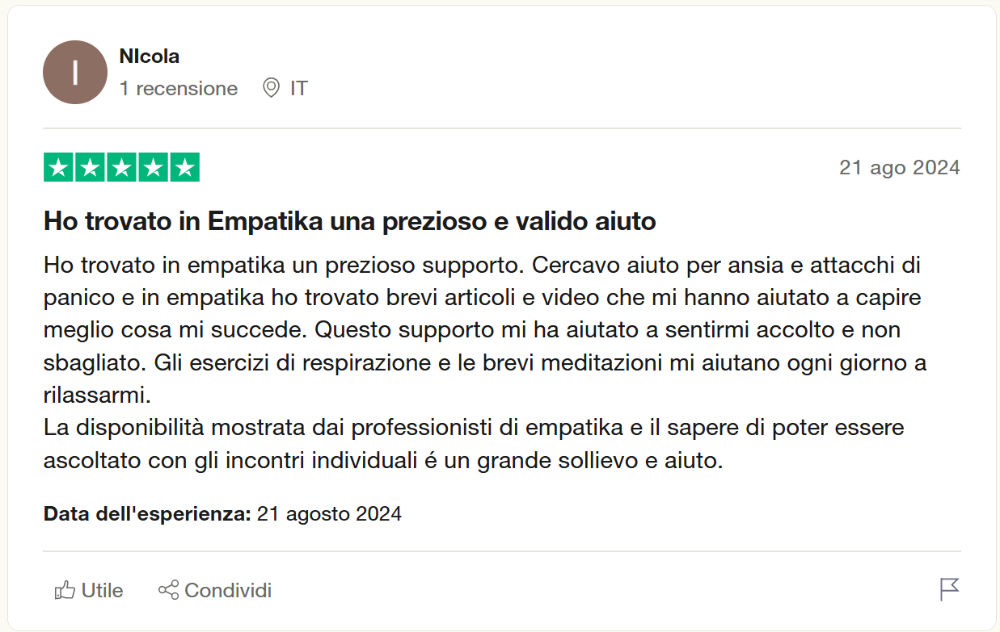 I
NIcola
1 recensione IT
21 ago 2024
Ho trovato in Empatika una prezioso e valido aiuto
Ho trovato in empatika un prezioso supporto. Cercavo aiuto per ansia e attacchi di
panico e in empatika ho trovato brevi articoli e video che mi hanno aiutato a capire
meglio cosa mi succede. Questo supporto mi ha aiutato a sentirmi accolto e non
sbagliato. Gli esercizi di respirazione e le brevi meditazioni mi aiutano ogni giorno a
rilassarmi.
La disponibilità mostrata dai professionisti di empatika e il sapere di poter essere
ascoltato con gli incontri individuali é un grande sollievo e aiuto.
Data dell'esperienza: 21 agosto 2024
Utile Condividi